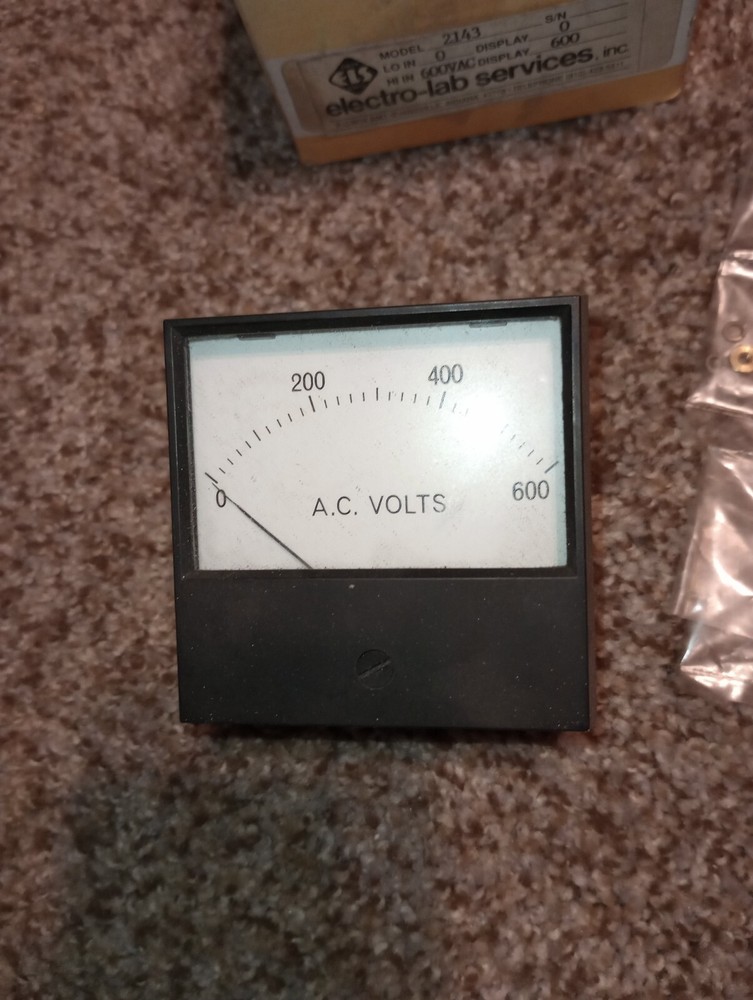 MODEL 2143 S/N
LO IN 0 DISPLAY 0
HI IN 600VAC DISPLAY 600
ELS
electro-lab services, inc.
200
400
0
600
A.C. VOLTS